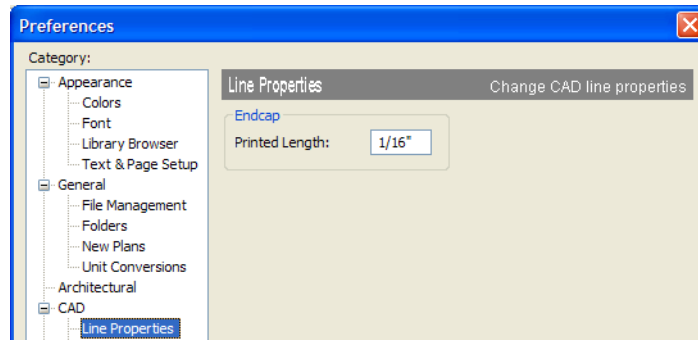 Preferences
Category:
Appearance
Colors
Font
Library Browser
Text & Page Setup
General
File Management
Folders
New Plans
Unit Conversions
Architectural
CAD
Line Properties
Line Properties Change CAD line properties
Endcap
Printed Length: 1/16"